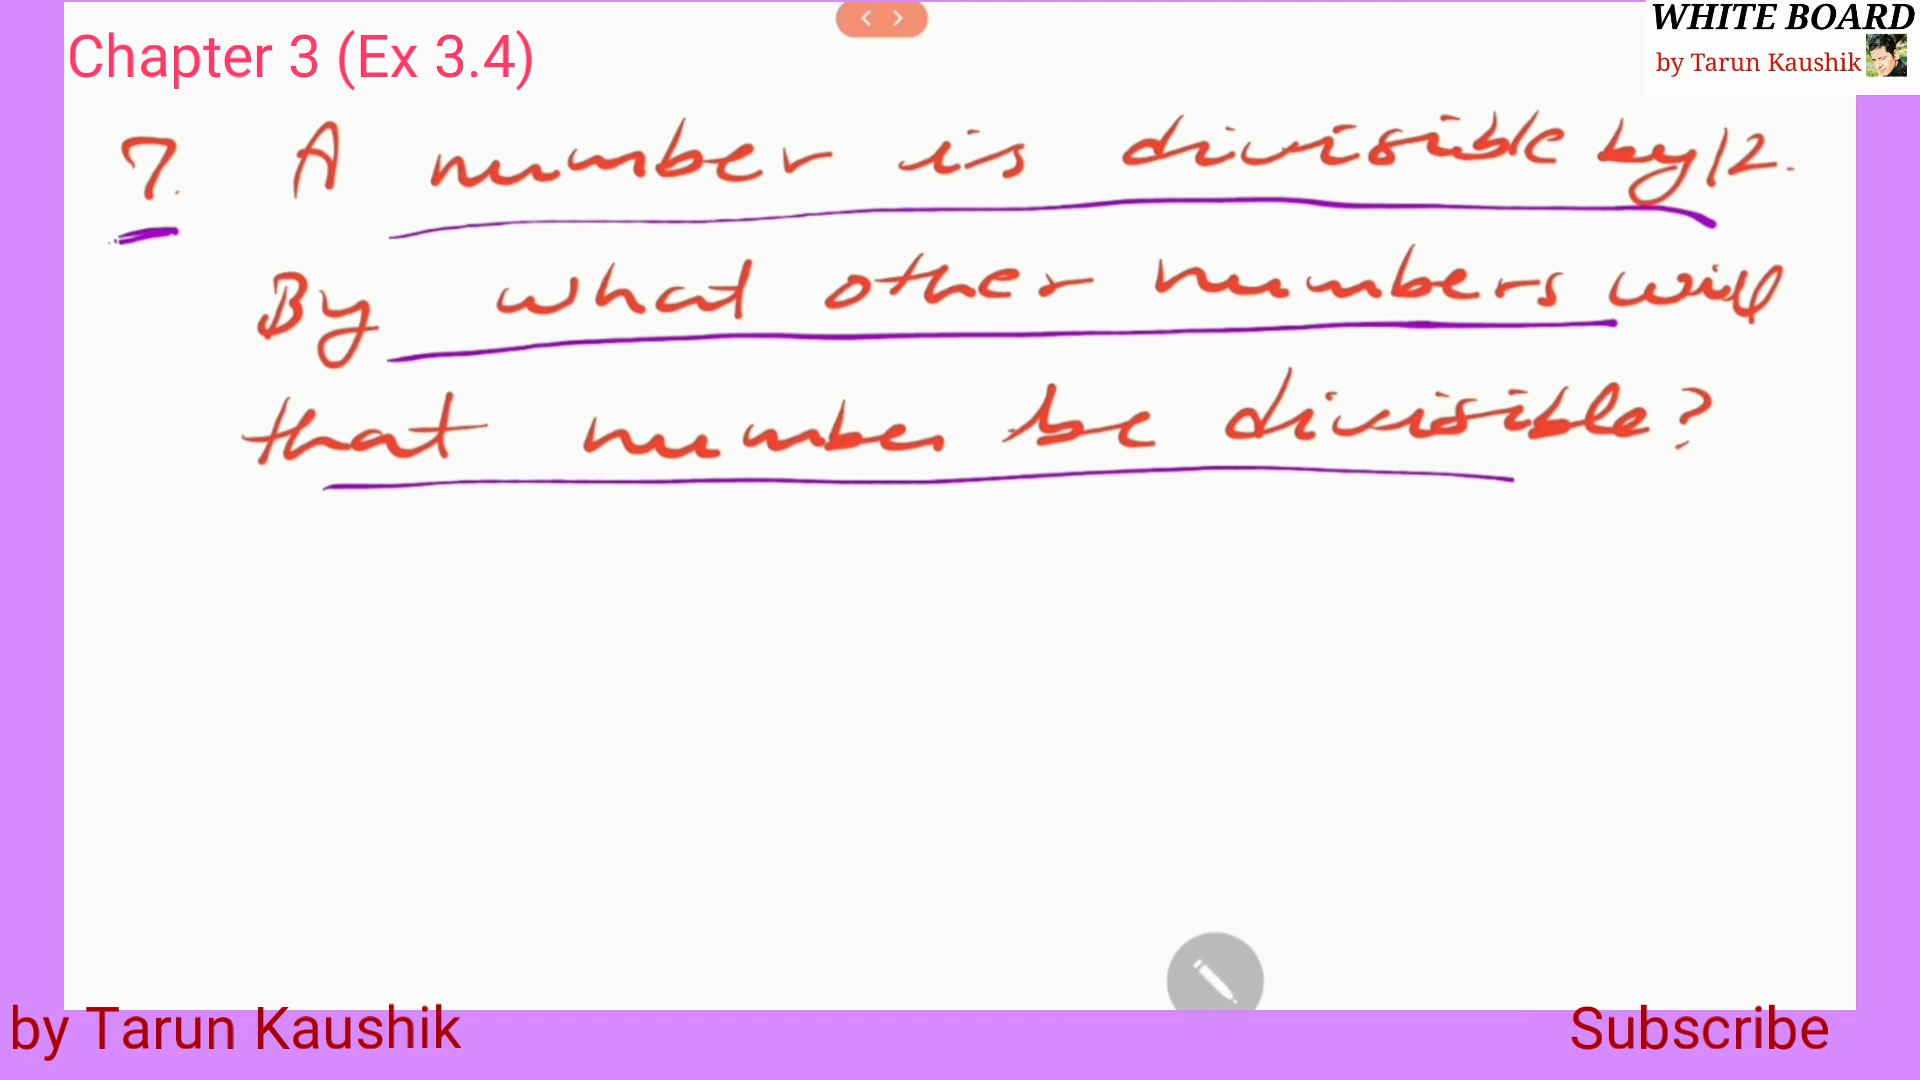 WHITE BOARD
Chapter 3 (Ex 3.4)
by Tarun Kaushik
7. A number is divisible by 12.
By what other numbers will
that number be divisible?
by Tarun Kaushik
Subscribe